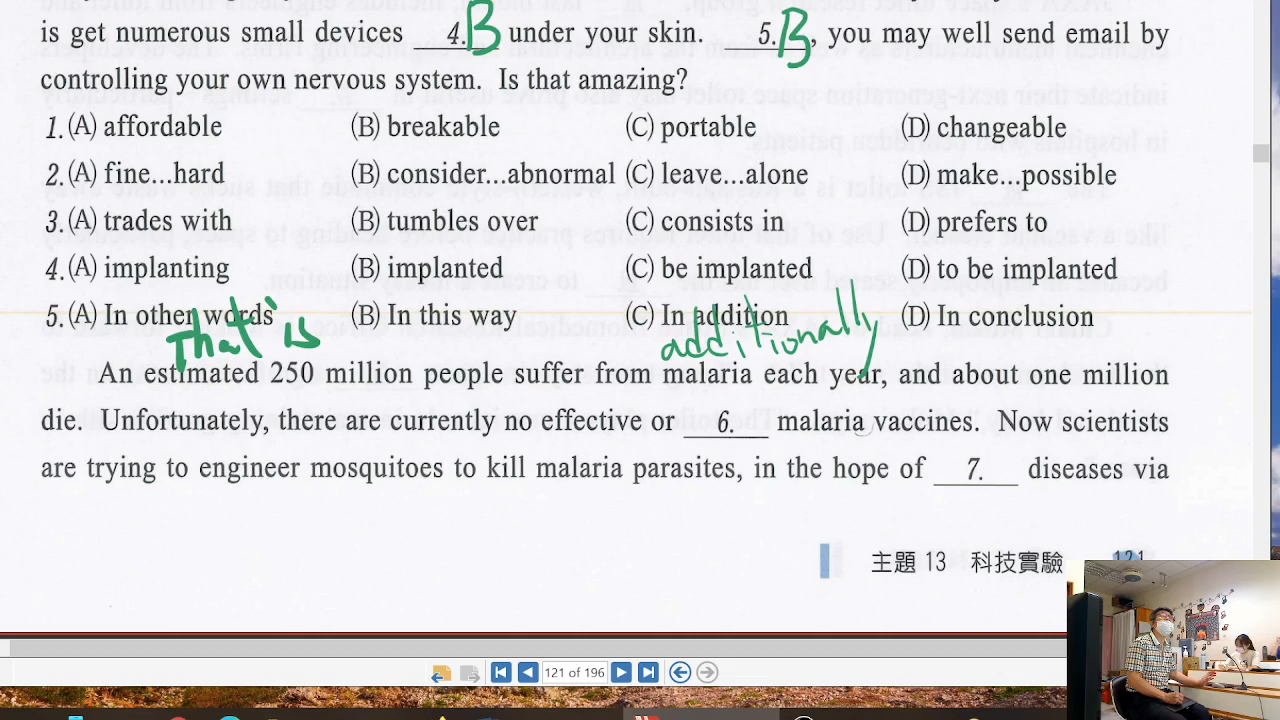 is get numerous small devices 4. B under your skin. 5. B, you may well send email by
controlling your own nervous system. Is that amazing?
1. (A) affordable (B) breakable (C) portable (D) changeable
2. (A) fine...hard (B) consider...abnormal (C) leave...alone (D) make...possible
3. (A) trades with (B) tumbles over (C) consists in (D) prefers to
4. (A) implanting (B) implanted (C) be implanted (D) to be implanted
5. (A) In other words (B) In this way (C) In addition (D) In conclusion
that is additionally
An estimated 250 million people suffer from malaria each year, and about one million
die. Unfortunately, there are currently no effective or 6. malaria vaccines. Now scientists
are trying to engineer mosquitoes to kill malaria parasites, in the hope of 7. diseases via
主題 13 科技實驗 121
121 of 196